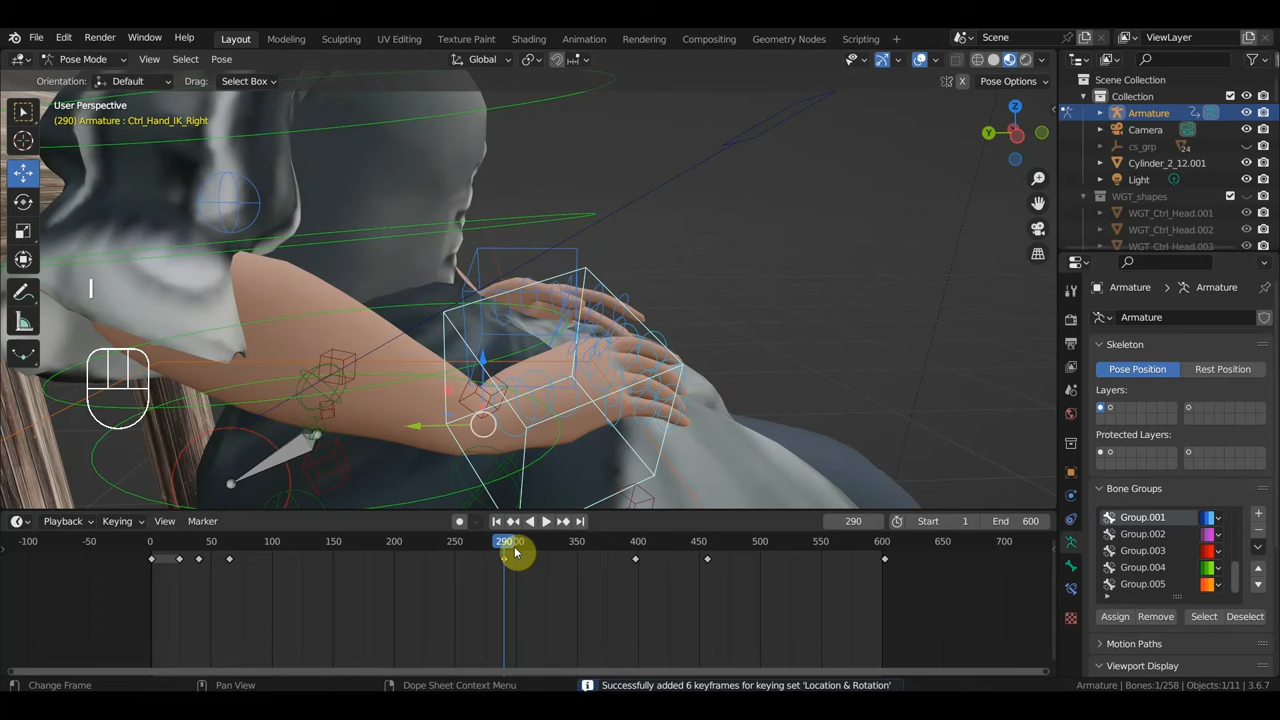 File Edit Render Window Help Layout Modeling Sculpting UV Editing Texture Paint Shading Animation Rendering Compositing Geometry Nodes Scripting Scene ViewLayer
Pose Mode View Select Pose Global
Orientation: Default Drag: Select Box X Pose Options
User Perspective
(290) Armature : Ctrl_Hand_IK_Right
Z
Y
I
Scene Collection
Collection
Armature
Camera
cs_grp 24
Cylinder_2_12.001
Light
WGT_shapes
WGT_Ctrl_Head.001
WGT_Ctrl_Head.002
WGT_Ctrl_Head.003
Armature Armature
Armature
Skeleton
Pose Position Rest Position
Layers:
Protected Layers:
Bone Groups
Group.001
Group.002
Group.003
Group.004
Group.005
Assign Remove Select Deselect
Motion Paths
Viewport Display
Playback Keying View Marker 290 Start 1 End 600
-100 -50 0 50 100 150 200 250 290 350 400 450 500 550 600 650 700
Change Frame Pan View Dope Sheet Context Menu Successfully added 6 keyframes for keying set 'Location & Rotation' Armature | Bones:1/258 | Objects:1/11 | 3.6.7